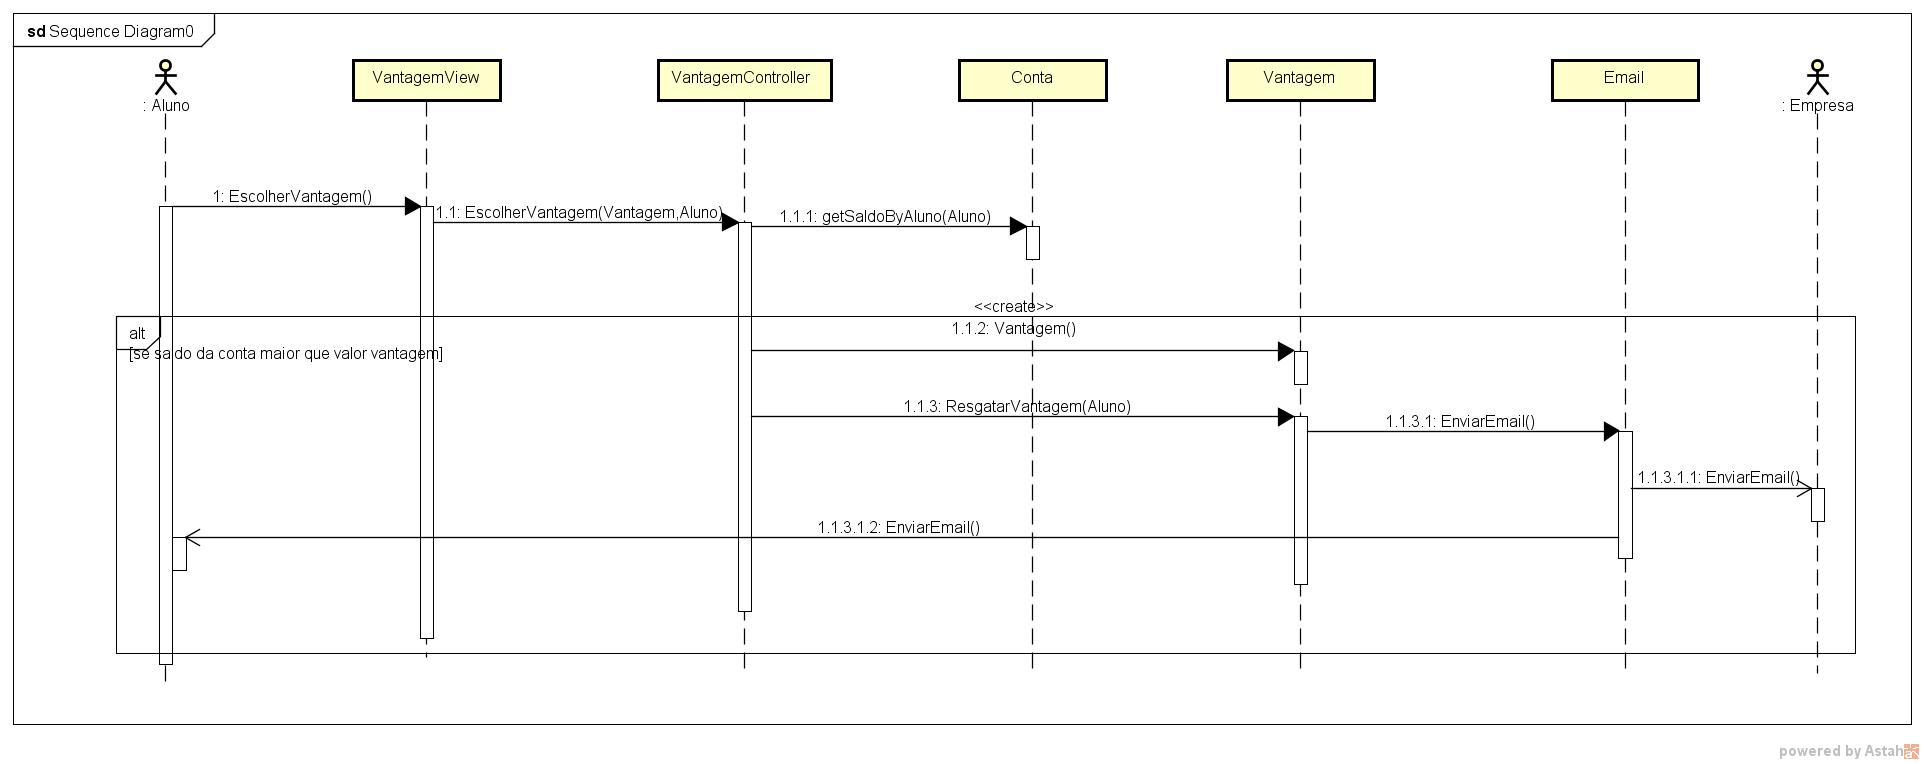 sd Sequence Diagram0
: Aluno
VantagemView
VantagemController
Conta
Vantagem
Email
: Empresa
1: EscolherVantagem()
1.1: EscolherVantagem(Vantagem,Aluno)
1.1.1: getSaldoByAluno(Aluno)
<<create>>
1.1.2: Vantagem()
alt
[se saldo da conta maior que valor vantagem]
1.1.3: ResgatarVantagem(Aluno)
1.1.3.1: EnviarEmail()
1.1.3.1.1: EnviarEmail()
1.1.3.1.2: EnviarEmail()
powered by Astah